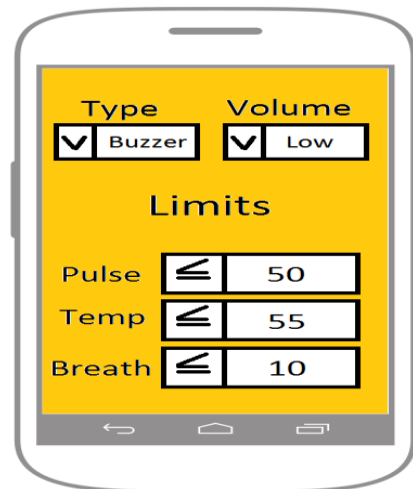 Type Volume
Buzzer Low
Limits
Pulse ≤ 50
Temp ≤ 55
Breath ≤ 10